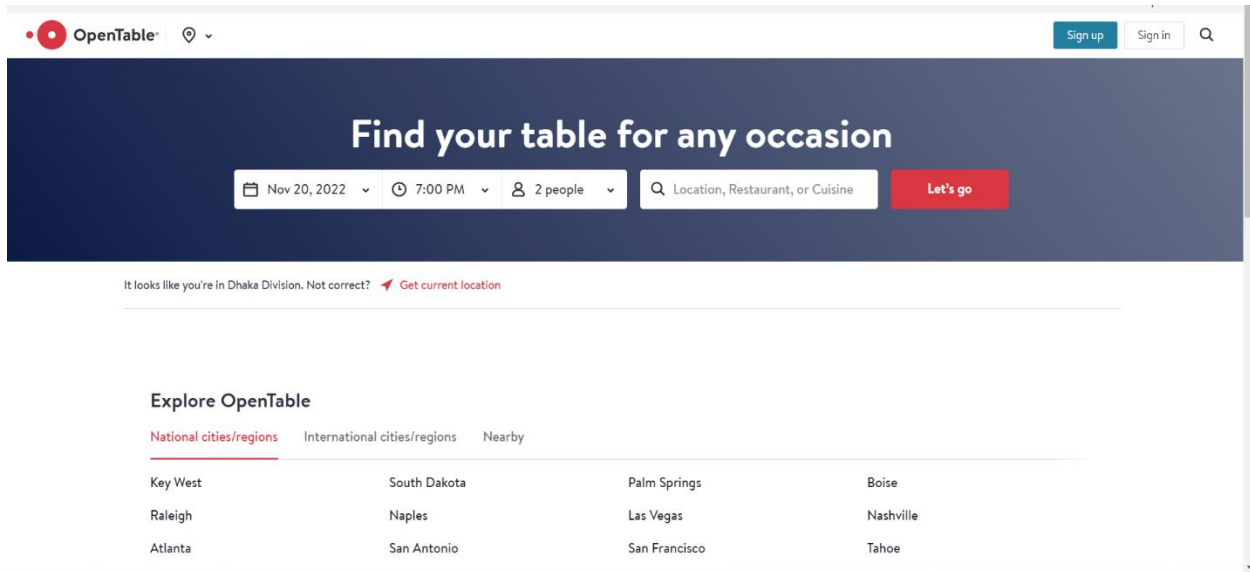 OpenTable®
Sign up Sign in
Find your table for any occasion
Nov 20, 2022 7:00 PM 2 people Location, Restaurant, or Cuisine Let's go
It looks like you're in Dhaka Division. Not correct? Get current location
Explore OpenTable
National cities/regions International cities/regions Nearby
Key West South Dakota Palm Springs Boise
Raleigh Naples Las Vegas Nashville
Atlanta San Antonio San Francisco Tahoe